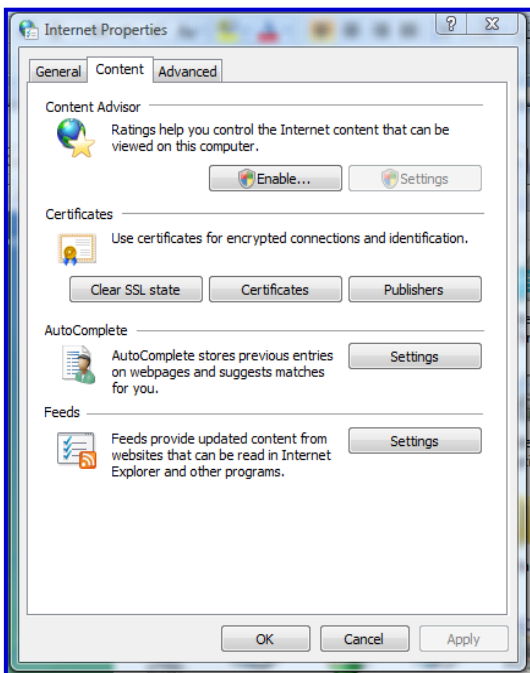 Internet Properties
General Content Advanced
Content Advisor
Ratings help you control the Internet content that can be
viewed on this computer.
Enable... Settings
Certificates
Use certificates for encrypted connections and identification.
Clear SSL state Certificates Publishers
AutoComplete
AutoComplete stores previous entries
on webpages and suggests matches
for you.
Settings
Feeds
Feeds provide updated content from
websites that can be read in Internet
Explorer and other programs.
Settings
OK Cancel Apply